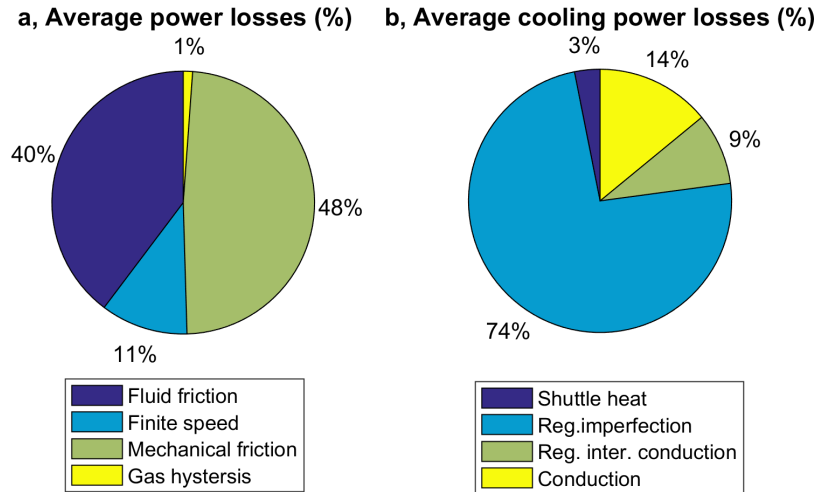 a, Average power losses (%)
1%
40%
48%
11%
Fluid friction
Finite speed
Mechanical friction
Gas hystersis
b, Average cooling power losses (%)
3%
14%
9%
74%
Shuttle heat
Reg.imperfection
Reg. inter. conduction
Conduction